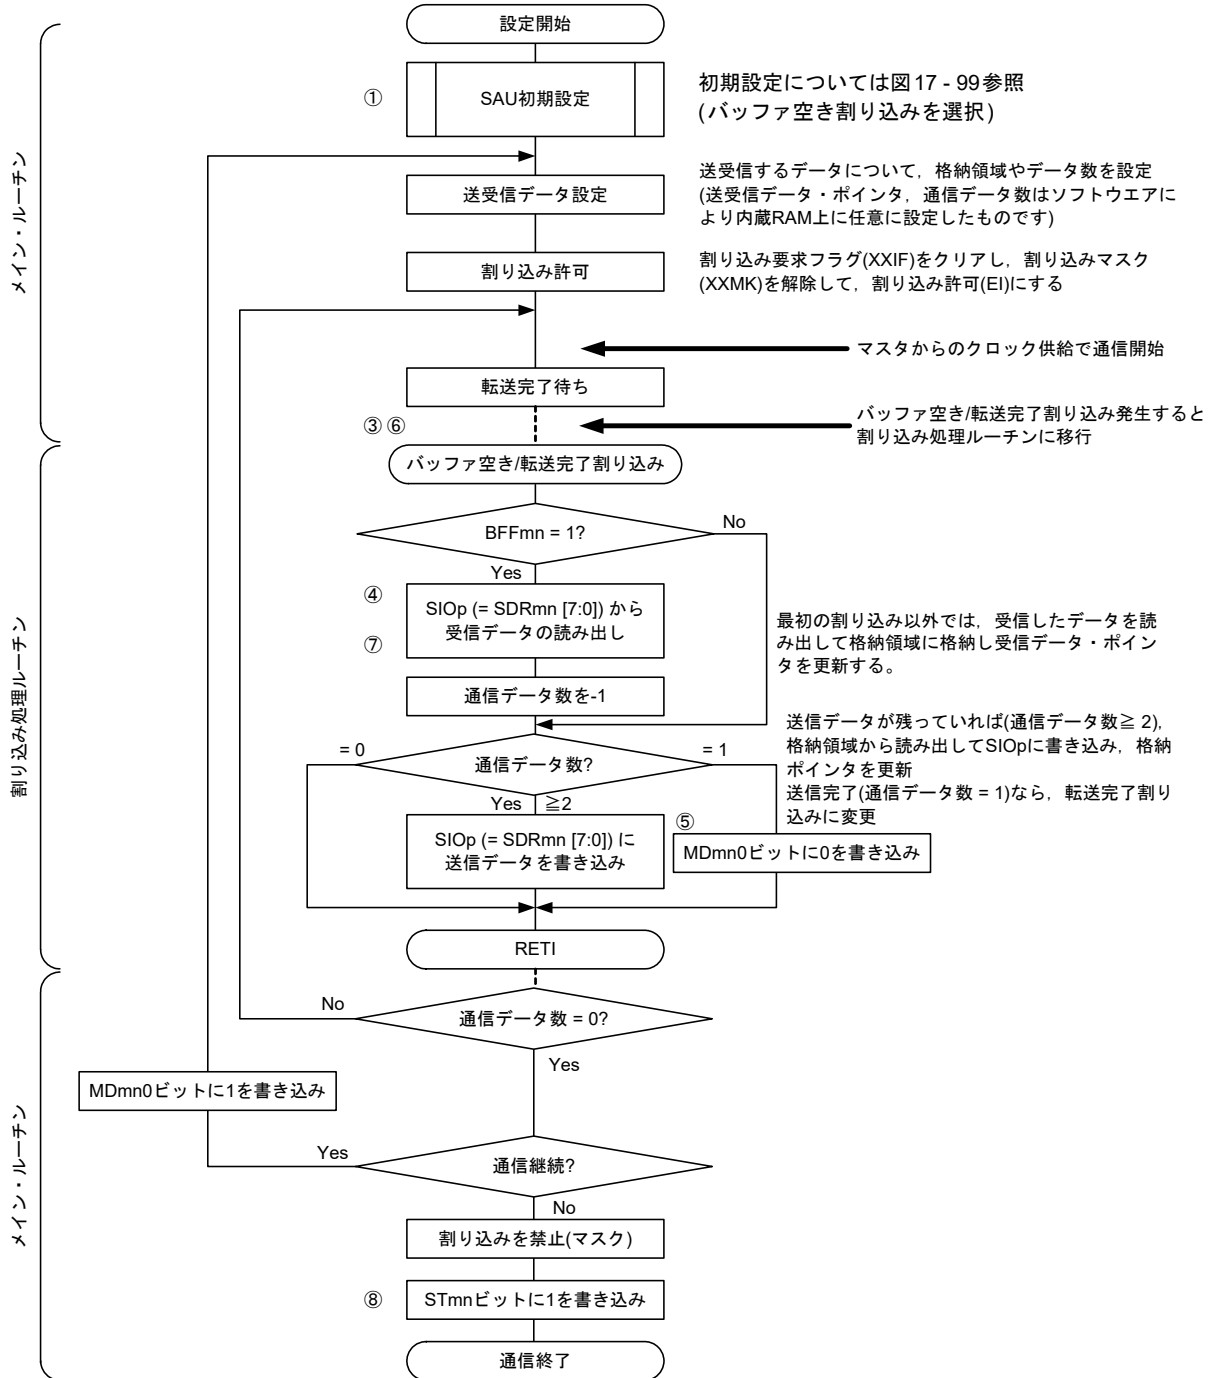 設定開始
①
SAU初期設定
初期設定については図17 - 99参照
(バッファ空き割り込みを選択)
メイン・ルーチン
送受信データ設定
送受信するデータについて，格納領域やデータ数を設定
(送受信データ・ポインタ，通信データ数はソフトウエアに
より内蔵RAM上に任意に設定したものです)
割り込み許可
割り込み要求フラグ(XXIF)をクリアし，割り込みマスク
(XXMK)を解除して，割り込み許可(EI)にする
マスタからのクロック供給で通信開始
転送完了待ち
③⑥
バッファ空き/転送完了割り込み発生すると
割り込み処理ルーチンに移行
バッファ空き/転送完了割り込み
割り込み処理ルーチン
BFFmn = 1?
No
Yes
④
SIOp (= SDRmn [7:0]) から
受信データの読み出し
⑦
最初の割り込み以外では，受信したデータを読
み出して格納領域に格納し受信データ・ポイン
タを更新する。
通信データ数を-1
= 0
通信データ数?
= 1
送信データが残っていれば(通信データ数≧ 2)，
格納領域から読み出してSIOpに書き込み，格納
ポインタを更新
送信完了(通信データ数 = 1)なら，転送完了割り
込みに変更
Yes
≧2
SIOp (= SDRmn [7:0]) に
送信データを書き込み
⑤
MDmn0ビットに0を書き込み
RETI
メイン・ルーチン
No
通信データ数 = 0?
Yes
MDmn0ビットに1を書き込み
Yes
通信継続?
No
割り込みを禁止(マスク)
⑧
STmnビットに1を書き込み
通信終了